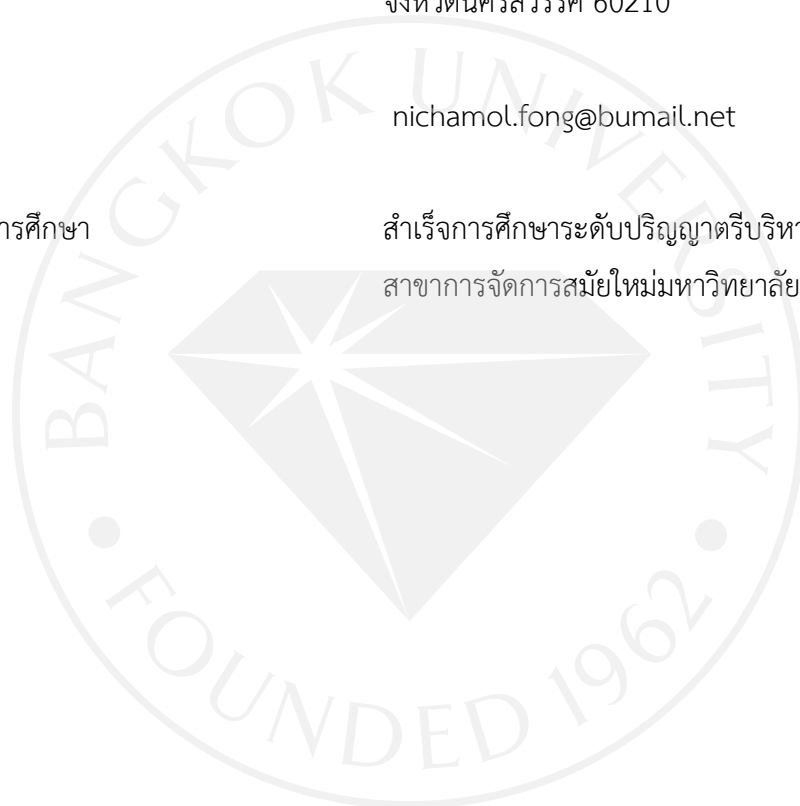 จังหวัดนครสวรรค์ 60210
nichamol.fong@bumail.net
ารศึกษา
สำเร็จการศึกษาระดับปริญญาตรีบริหา
สาขาการจัดการสมัยใหม่มหาวิทยาลัย
BANGKOK UNIVERSITY
FOUNDED 1962